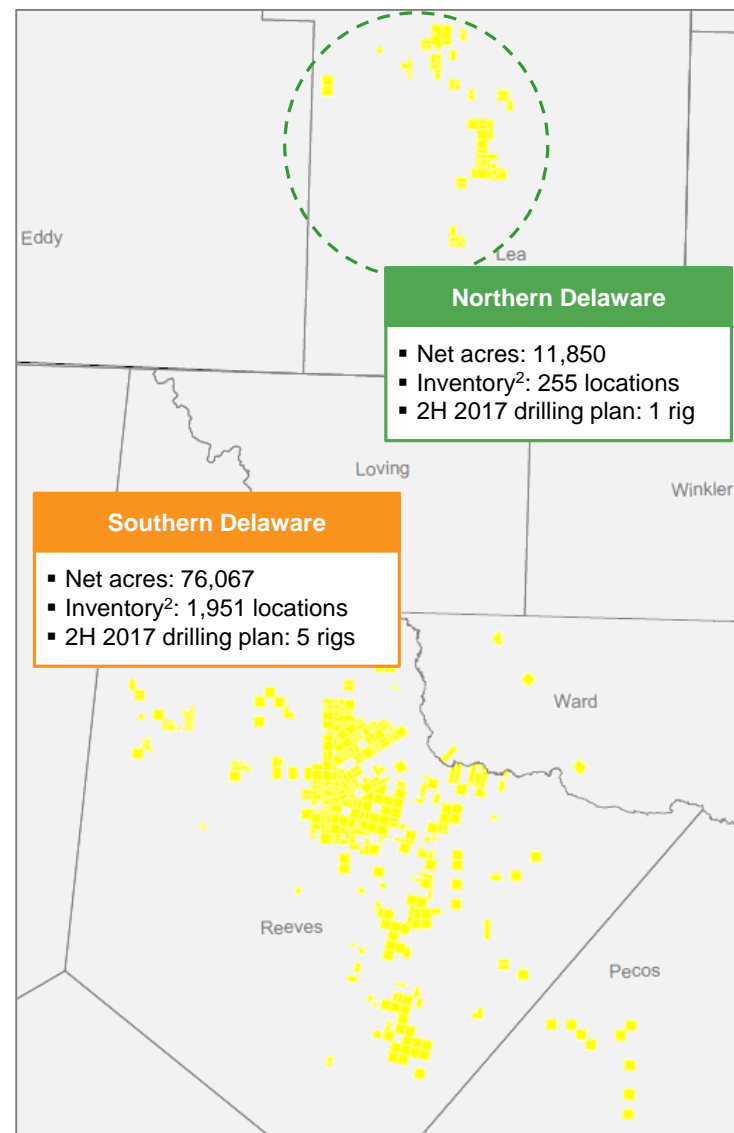 Eddy
Lea
Northern Delaware
▪ Net acres: 11,850
▪ Inventory²: 255 locations
▪ 2H 2017 drilling plan: 1 rig
Loving
Winkler
Southern Delaware
▪ Net acres: 76,067
▪ Inventory²: 1,951 locations
▪ 2H 2017 drilling plan: 5 rigs
Ward
Reeves
Pecos